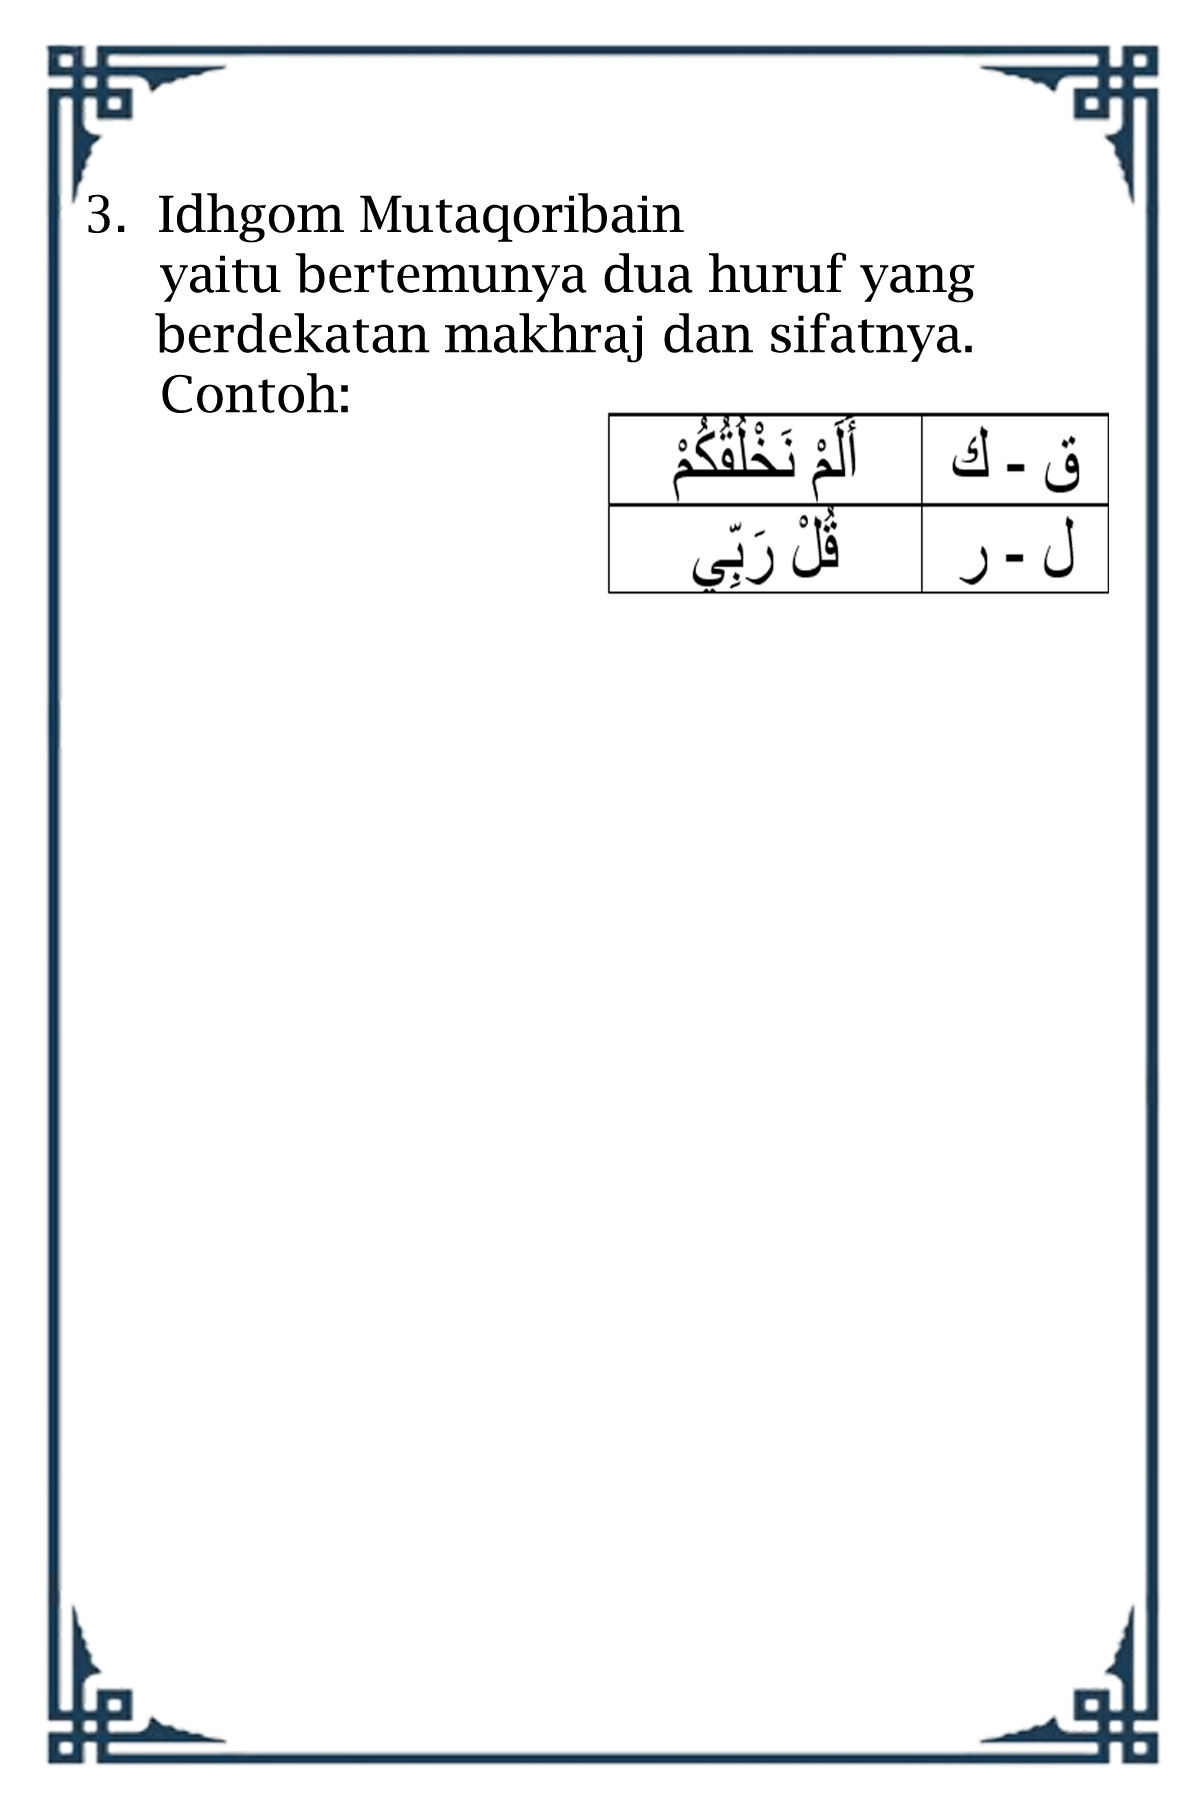 3. Idhgom Mutaqoribain
yaitu bertemunya dua huruf yang
berdekatan makhraj dan sifatnya.
Contoh:
ق - ك أَلَمْ نَخْلُقُكُمْ
ل - ر قُلْ رَبِّي